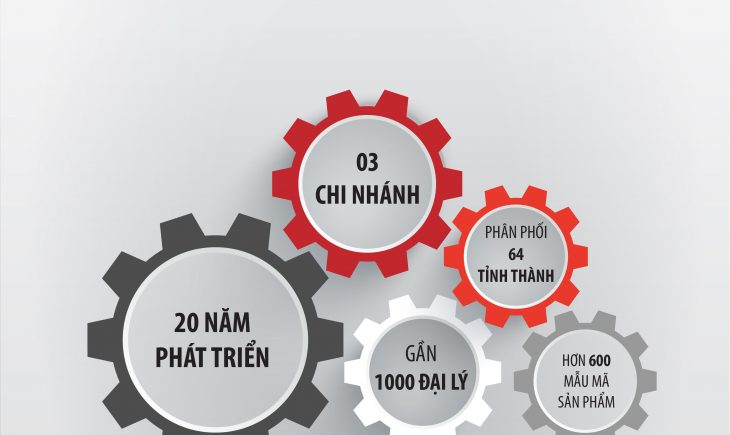 03
CHI NHÁNH
PHÂN PHỐI
64
TỈNH THÀNH
20 NĂM
PHÁT TRIỂN
GẦN
1000 ĐẠI LÝ
HƠN 600
MẪU MÃ
SẢN PHẨM